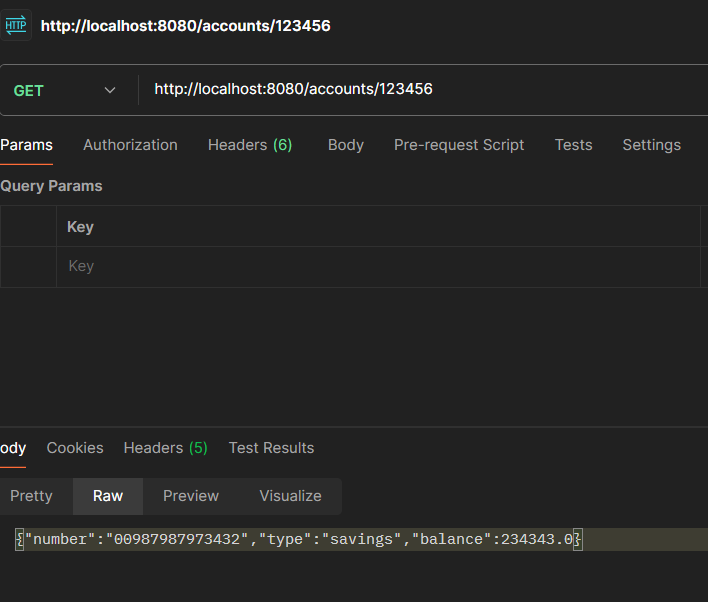 HTTP http://localhost:8080/accounts/123456
GET http://localhost:8080/accounts/123456
Params Authorization Headers (6) Body Pre-request Script Tests Settings
Query Params
Key
Key
ody Cookies Headers (5) Test Results
Pretty Raw Preview Visualize
{"number":"00987987973432","type":"savings","balance":234343.0}